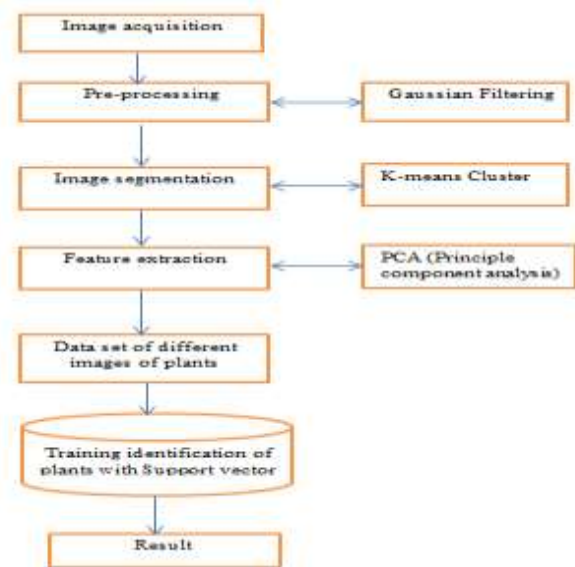 Image acquisition
Pre-processing
Gaussian Filtering
Image segmentation
K-means Cluster
Feature extraction
PCA (Principle
component analysis)
Data set of different
images of plants
Training identification of
plants with Support vector
Result